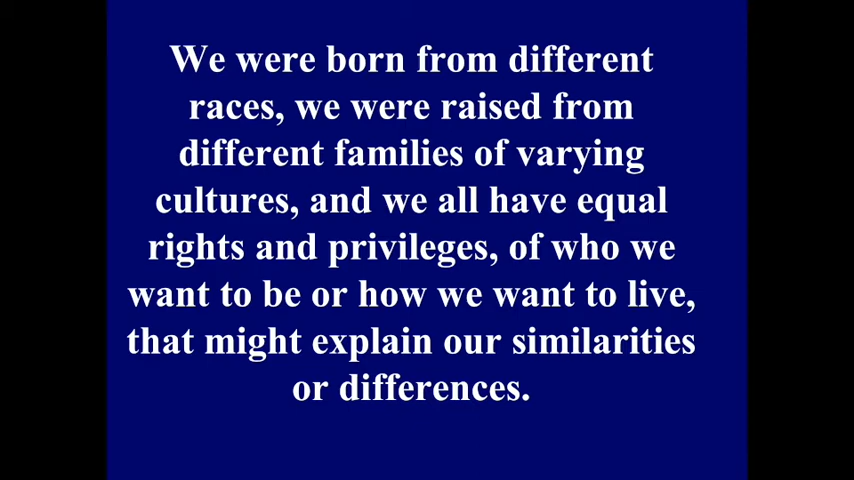 We were born from different
races, we were raised from
different families of varying
cultures, and we all have equal
rights and privileges, of who we
want to be or how we want to live,
that might explain our similarities
or differences.